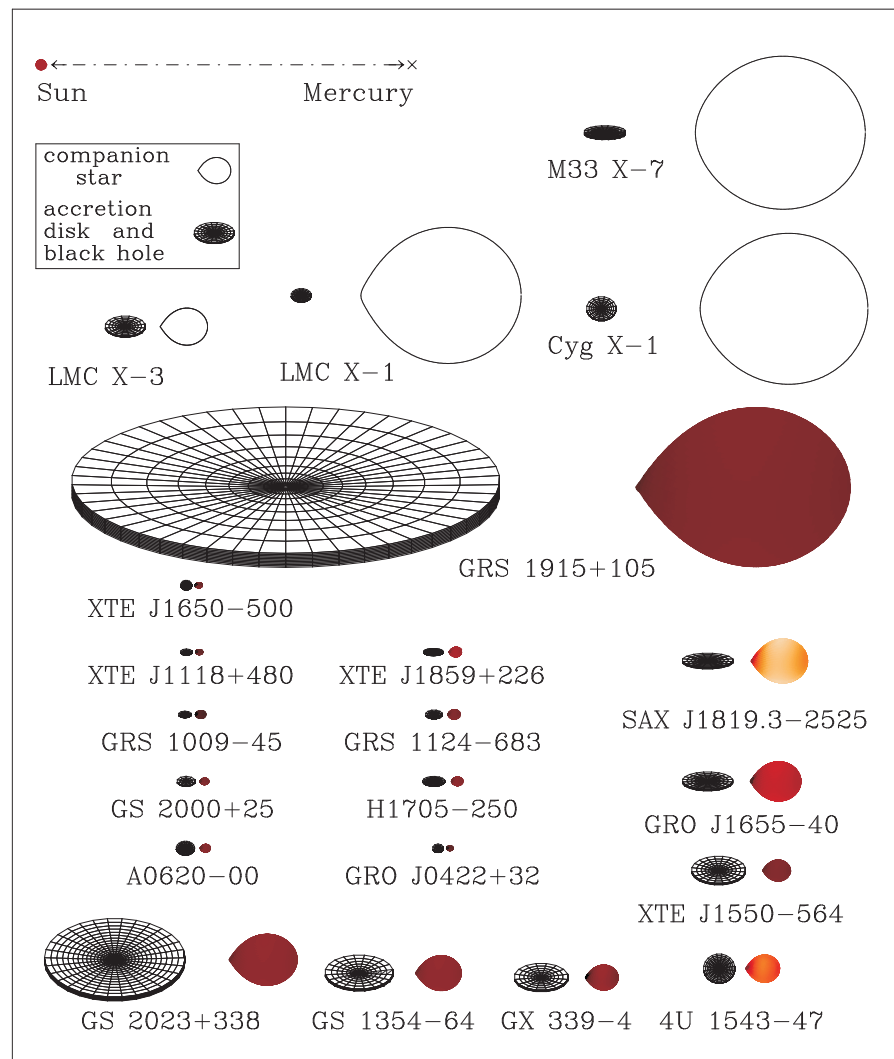 Sun Mercury
companion
star
accretion
disk and
black hole
M33 X−7
LMC X−3
LMC X−1
Cyg X−1
GRS 1915+105
XTE J1650−500
XTE J1118+480
XTE J1859+226
GRS 1009−45
GRS 1124−683
SAX J1819.3−2525
GS 2000+25
H1705−250
GRO J1655−40
A0620−00
GRO J0422+32
XTE J1550−564
GS 2023+338
GS 1354−64
GX 339−4
4U 1543−47